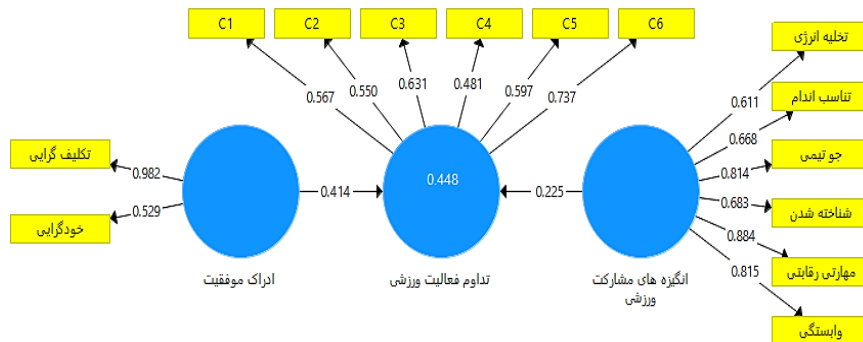 C1
C2
C3
C4
C5
C6
تخلیه انرژی
تناسب اندام
جو تیمی
شناخته شدن
مهارتی رقابتی
وابستگی
تکلیف گرایی
خودگرایی
0.567
0.550
0.631
0.481
0.597
0.737
0.611
0.668
0.814
0.683
0.884
0.815
0.982
0.529
0.414
0.448
0.225
ادراک موفقیت
تداوم فعالیت ورزشی
انگیزه های مشارکت
ورزشی